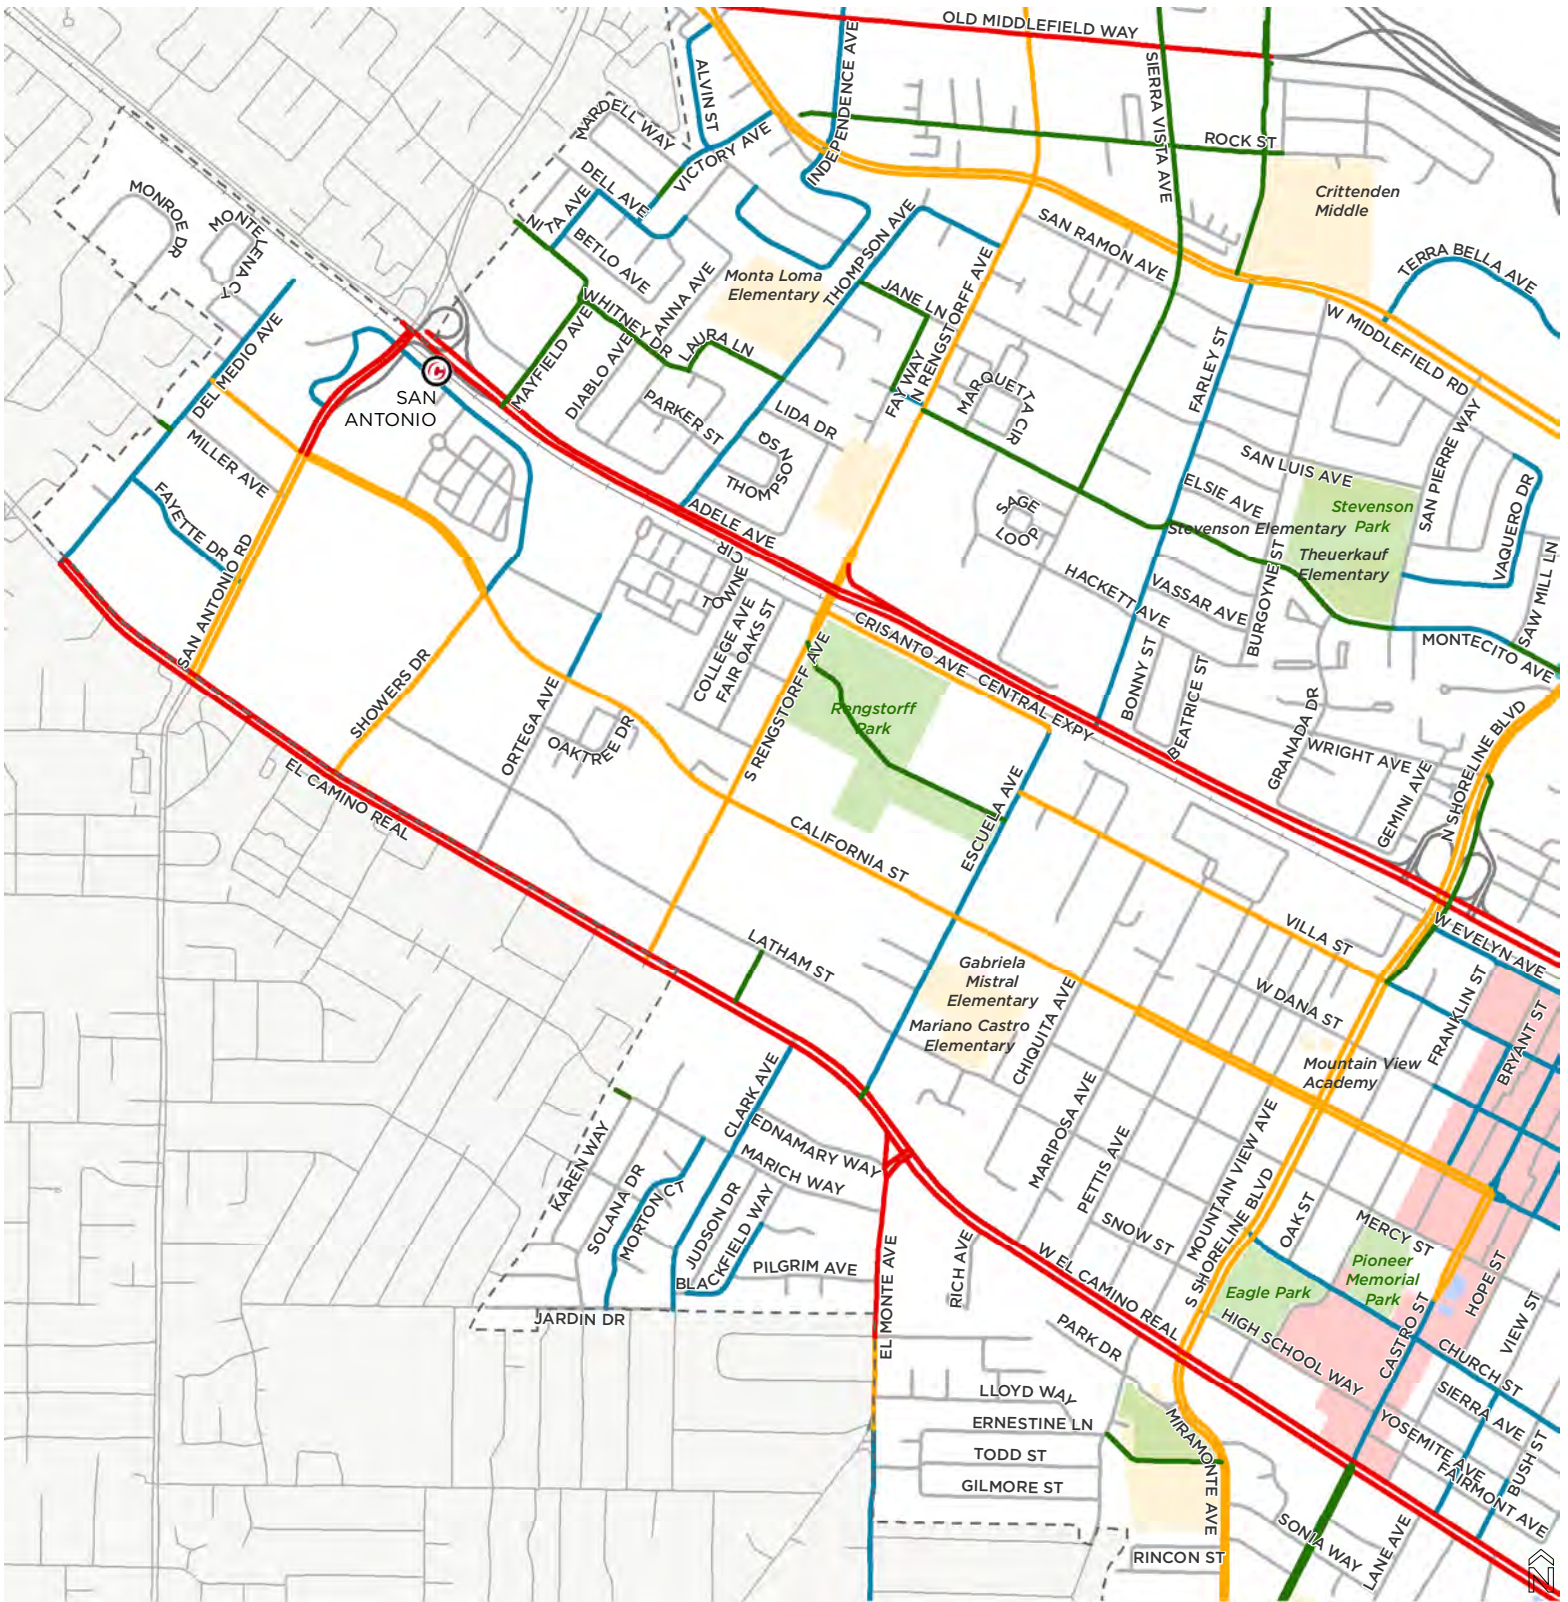 OLD MIDDLEFIELD WAY
ALVIN ST
INDEPENDENCE AVE
SIERRA VISTA AVE
MARDELL WAY
VICTORY AVE
ROCK ST
DELL AVE
NITA AVE
Crittenden
Middle
MONROE DR
MONTELENA CT
BETLO AVE
THOMPSON AVE
SAN RAMON AVE
TERRA BELLA AVE
ANNA AVE
Monta Loma
Elementary
JANE LN
N RENGSTORFF AVE
WHITNEY DR
W MIDDLEFIELD RD
DEL MEDIO AVE
MAYFIELD AVE
DIABLO AVE
LAURA LN
FAY WAY
FARLEY ST
C
SAN
ANTONIO
MARQUETTA CIR
PARKER ST
LIDA DR
SAN PIERRE WAY
MILLER AVE
THOMPSON SQ
SAN LUIS AVE
ELSIE AVE
VAQUERO DR
FAYETTE DR
ADELE AVE
SAGE
LOOP
Stevenson
Park
Stevenson Elementary
SAN ANTONIO RD
TOWNE CIR
Theuerkauf
Elementary
SAW MILL LN
HACKETT AVE
VASSAR AVE
BURGOYNE ST
COLLEGE AVE
FAIR OAKS ST
CRISANTO AVE
MONTECITO AVE
SHOWERS DR
ORTEGA AVE
S RENGSTORFF AVE
CENTRAL EXPY
BONNY ST
BEATRICE ST
Rengstorff
Park
OAKTREE DR
GRANADA DR
WRIGHT AVE
N SHORELINE BLVD
EL CAMINO REAL
GEMINI AVE
CALIFORNIA ST
ESCUELA AVE
LATHAM ST
VILLA ST
W EVELYN AVE
Gabriela
Mistral
Elementary
W DANA ST
FRANKLIN ST
BRYANT ST
Mariano Castro
Elementary
CHIQUITA AVE
Mountain View
Academy
CLARK AVE
EDNAMARY WAY
MARICH WAY
KAREN WAY
SOLANA DR
MORTON CT
JUDSON DR
BLACKFIELD WAY
MARIPOSA AVE
PETTIS AVE
MOUNTAIN VIEW AVE
S SHORELINE BLVD
OAK ST
SNOW ST
MERCY ST
PILGRIM AVE
EL MONTE AVE
RICH AVE
W EL CAMINO REAL
Eagle Park
Pioneer
Memorial
Park
HOPE ST
VIEW ST
JARDIN DR
PARK DR
HIGH SCHOOL WAY
CASTRO ST
CHURCH ST
LLOYD WAY
SIERRA AVE
ERNESTINE LN
MIRAMONTE AVE
YOSEMITE AVE
TODD ST
FAIRMONT AVE
BUSH ST
GILMORE ST
SONIA WAY
LANE AVE
RINCON ST
N